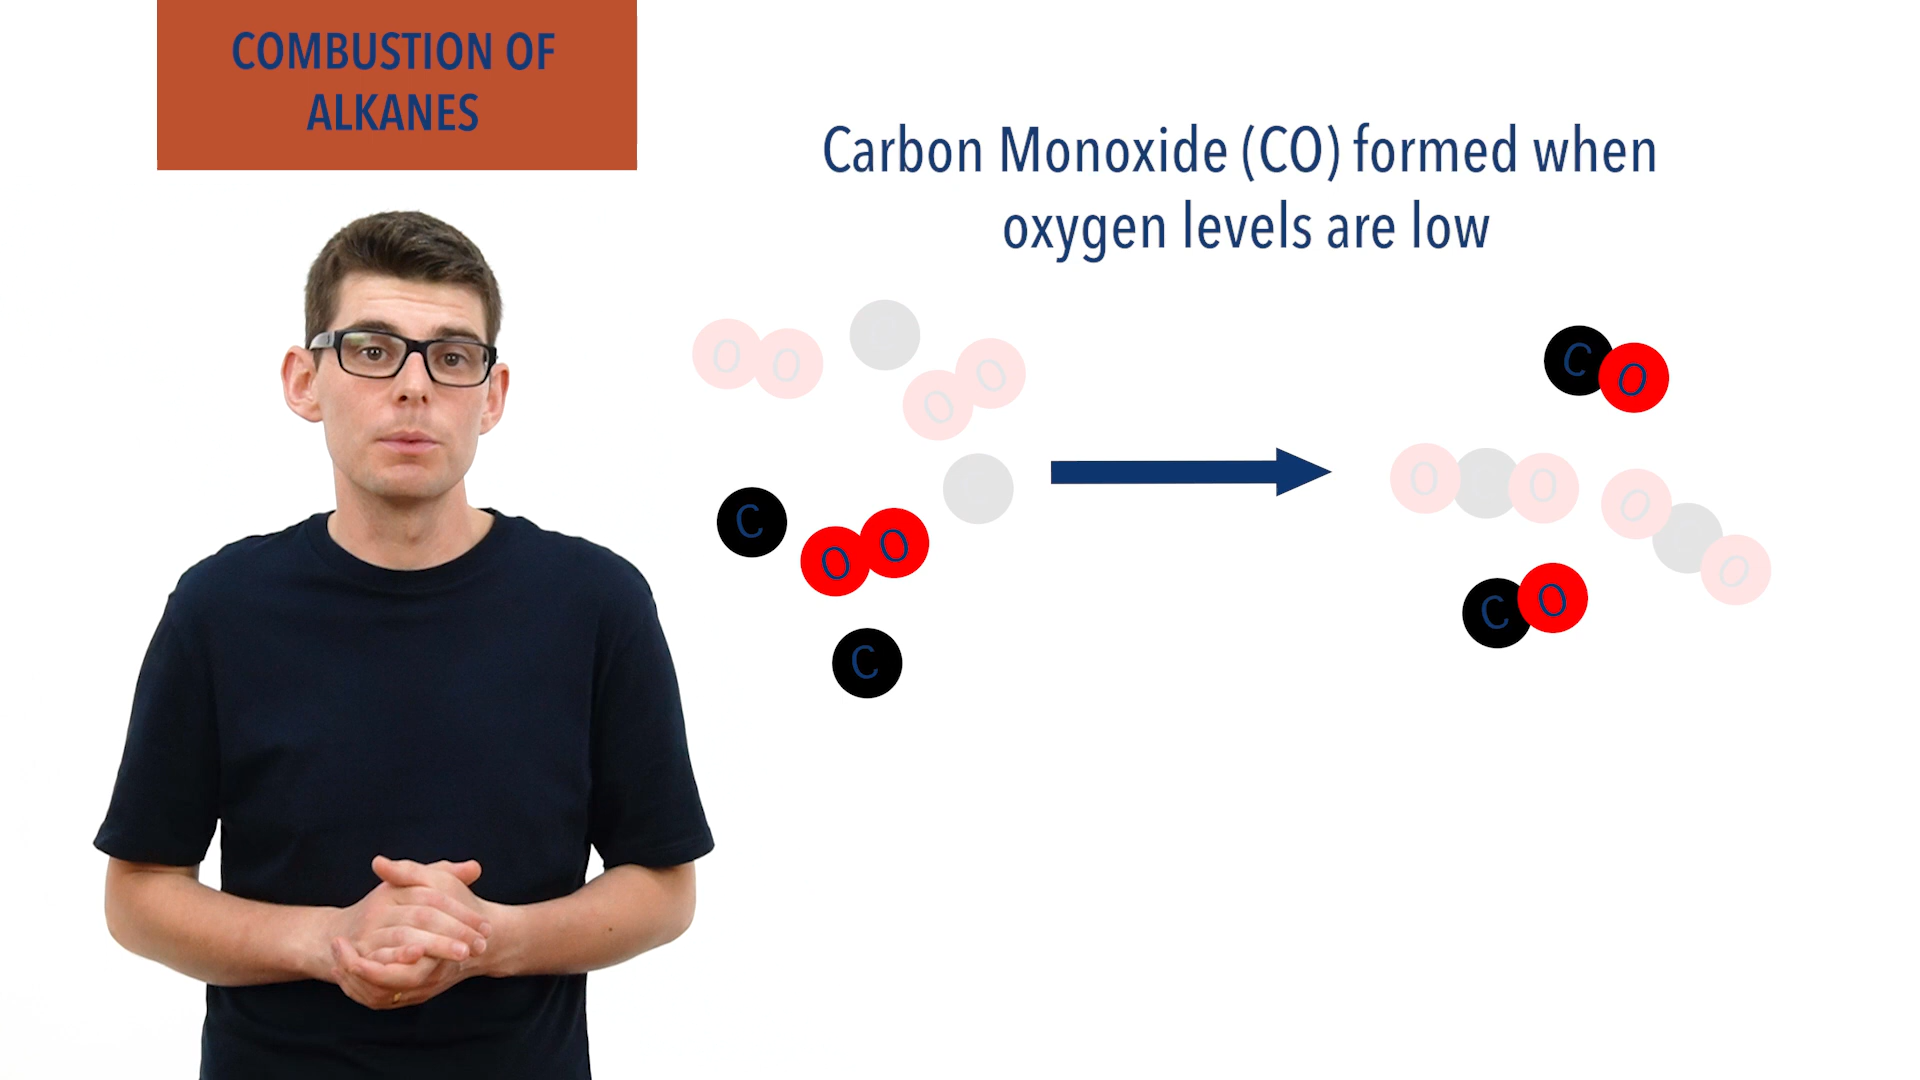 COMBUSTION OF
ALKANES
Carbon Monoxide (CO) formed when
oxygen levels are low
O O
C
O O
C O
C
O C O
O C O
C
O O
C O
C